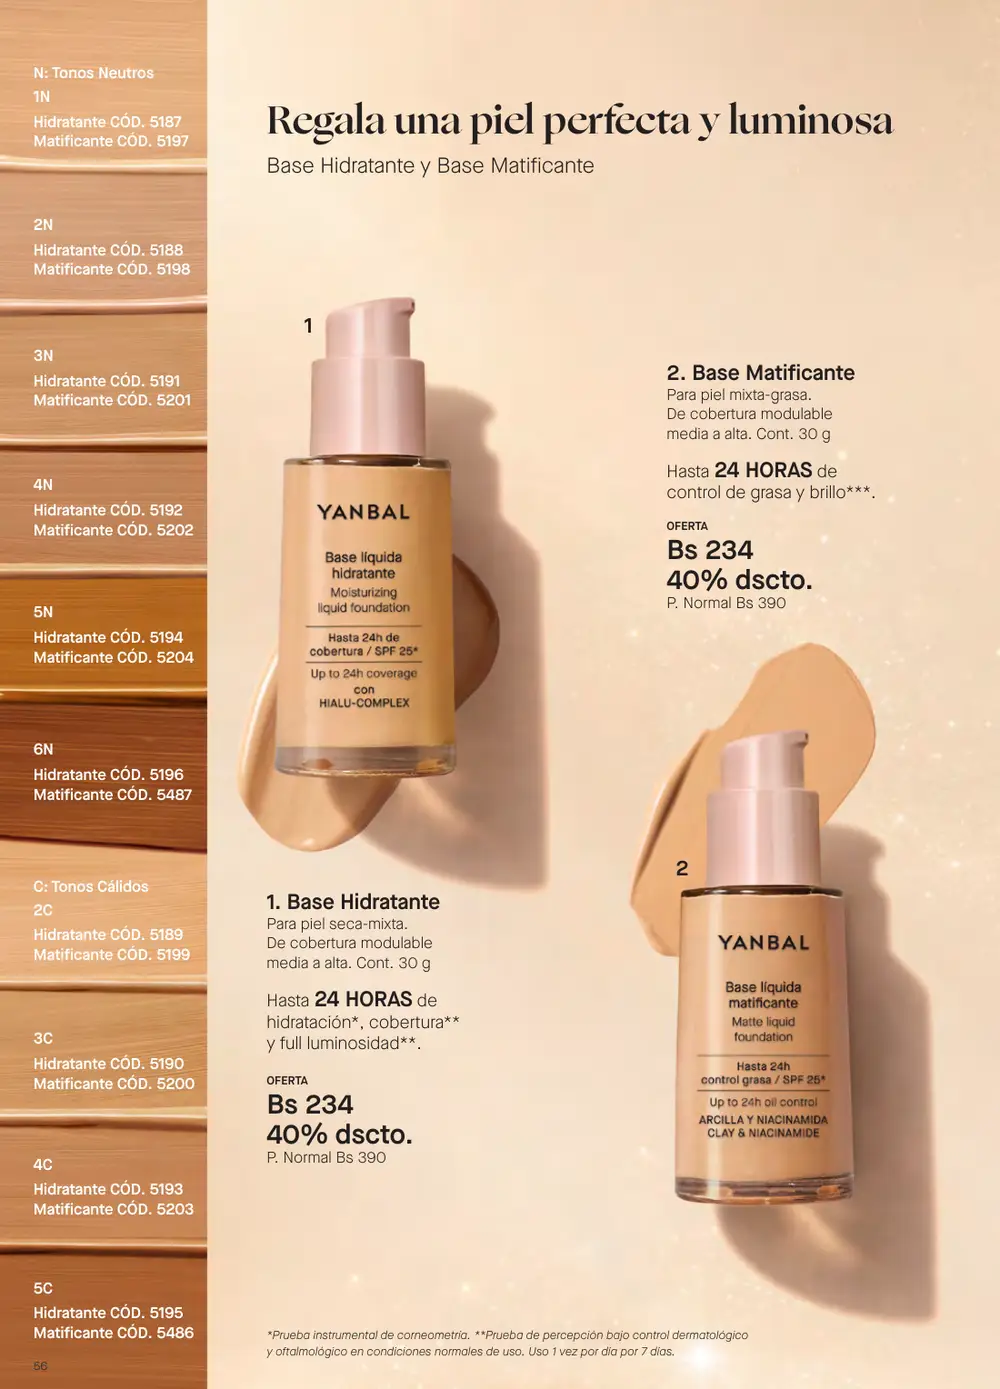 N: Tonos Neutros
1N
Hidratante CÓD. 5187
Matificante CÓD. 5197
2N
Hidratante CÓD. 5188
Matificante CÓD. 5198
3N
Hidratante CÓD. 5191
Matificante CÓD. 5201
4N
Hidratante CÓD. 5192
Matificante CÓD. 5202
5N
Hidratante CÓD. 5194
Matificante CÓD. 5204
6N
Hidratante CÓD. 5196
Matificante CÓD. 5487
C: Tonos Cálidos
2C
Hidratante CÓD. 5189
Matificante CÓD. 5199
3C
Hidratante CÓD. 5190
Matificante CÓD. 5200
4C
Hidratante CÓD. 5193
Matificante CÓD. 5203
5C
Hidratante CÓD. 5195
Matificante CÓD. 5486
56
Regala una piel perfecta y luminosa
Base Hidratante y Base Matificante
1
YANBAL
Base líquida
hidratante
Moisturizing
liquid foundation
Hasta 24h de
cobertura / SPF 25*
Up to 24h coverage
con
HIALU-COMPLEX
2. Base Matificante
Para piel mixta-grasa.
De cobertura modulable
media a alta. Cont. 30 g
Hasta 24 HORAS de
control de grasa y brillo***.
OFERTA
Bs 234
40% dscto.
P. Normal Bs 390
1. Base Hidratante
Para piel seca-mixta.
De cobertura modulable
media a alta. Cont. 30 g
Hasta 24 HORAS de
hidratación*, cobertura**
y full luminosidad**.
OFERTA
Bs 234
40% dscto.
P. Normal Bs 390
2
YANBAL
Base líquida
matificante
Matte liquid
foundation
Hasta 24h
control grasa / SPF 25*
Up to 24h oil control
ARCILLA Y NIACINAMIDA
CLAY & NIACINAMIDE
*Prueba instrumental de corneometría. **Prueba de percepción bajo control dermatológico
y oftalmológico en condiciones normales de uso. Uso 1 vez por día por 7 días.